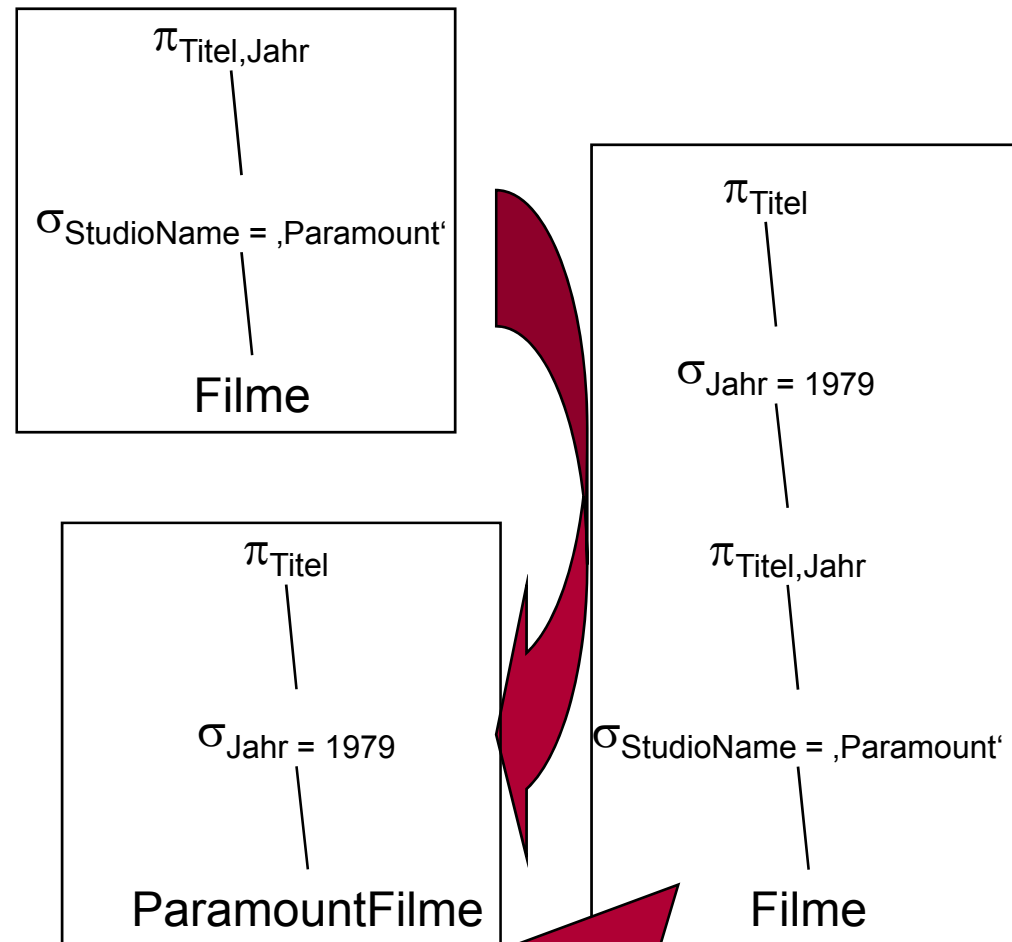 πTitel,Jahr
σStudioName = ‚Paramount‘
Filme
πTitel
σJahr = 1979
ParamountFilme
πTitel
σJahr = 1979
πTitel,Jahr
σStudioName = ‚Paramount‘
Filme